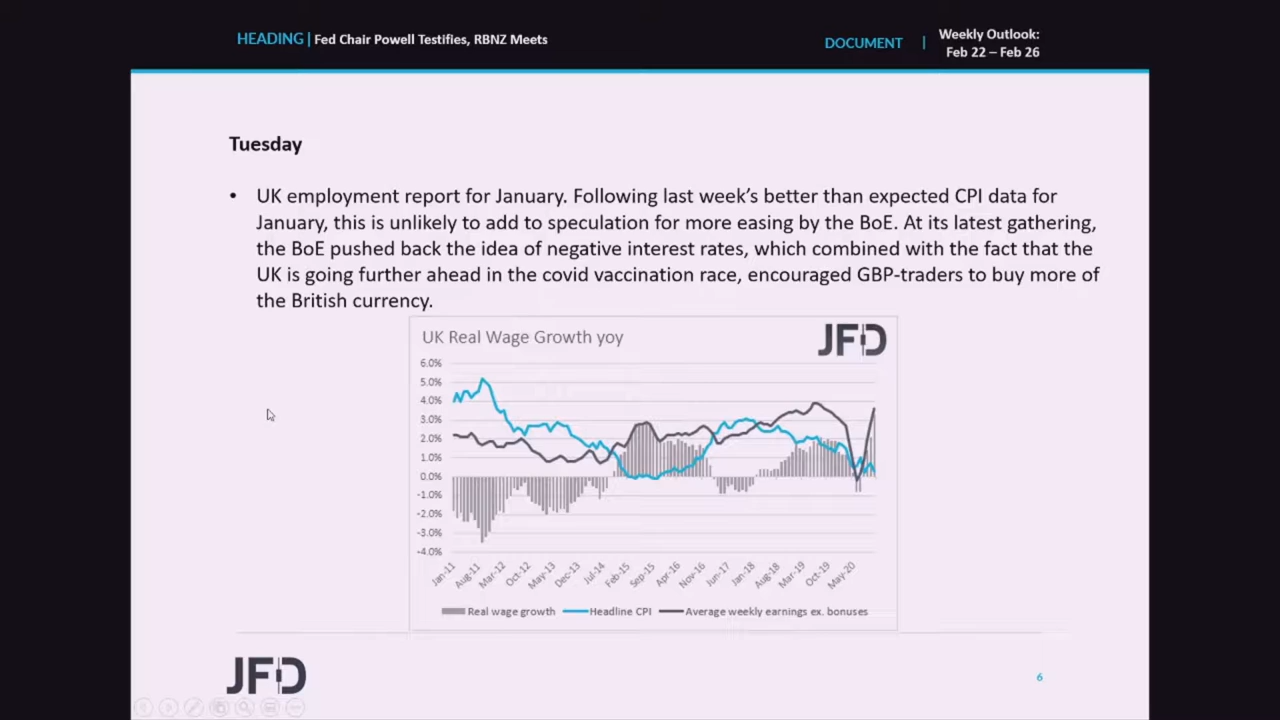 HEADING | Fed Chair Powell Testifies, RBNZ Meets
DOCUMENT | Weekly Outlook:
Feb 22 – Feb 26
Tuesday
• UK employment report for January. Following last week's better than expected CPI data for
January, this is unlikely to add to speculation for more easing by the BoE. At its latest gathering,
the BoE pushed back the idea of negative interest rates, which combined with the fact that the
UK is going further ahead in the covid vaccination race, encouraged GBP-traders to buy more of
the British currency.
UK Real Wage Growth yoy
JFD
6.0%
5.0%
4.0%
3.0%
2.0%
1.0%
0.0%
-1.0%
-2.0%
-3.0%
-4.0%
Jan-11 Aug-11 Mar-12 Oct-12 May-13 Dec-13 Jul-14 Feb-15 Sep-15 Apr-16 Nov-16 Jun-17 Jan-18 Aug-18 Mar-19 Oct-19 May-20
Real wage growth Headline CPI Average weekly earnings ex. bonuses
JFD
6